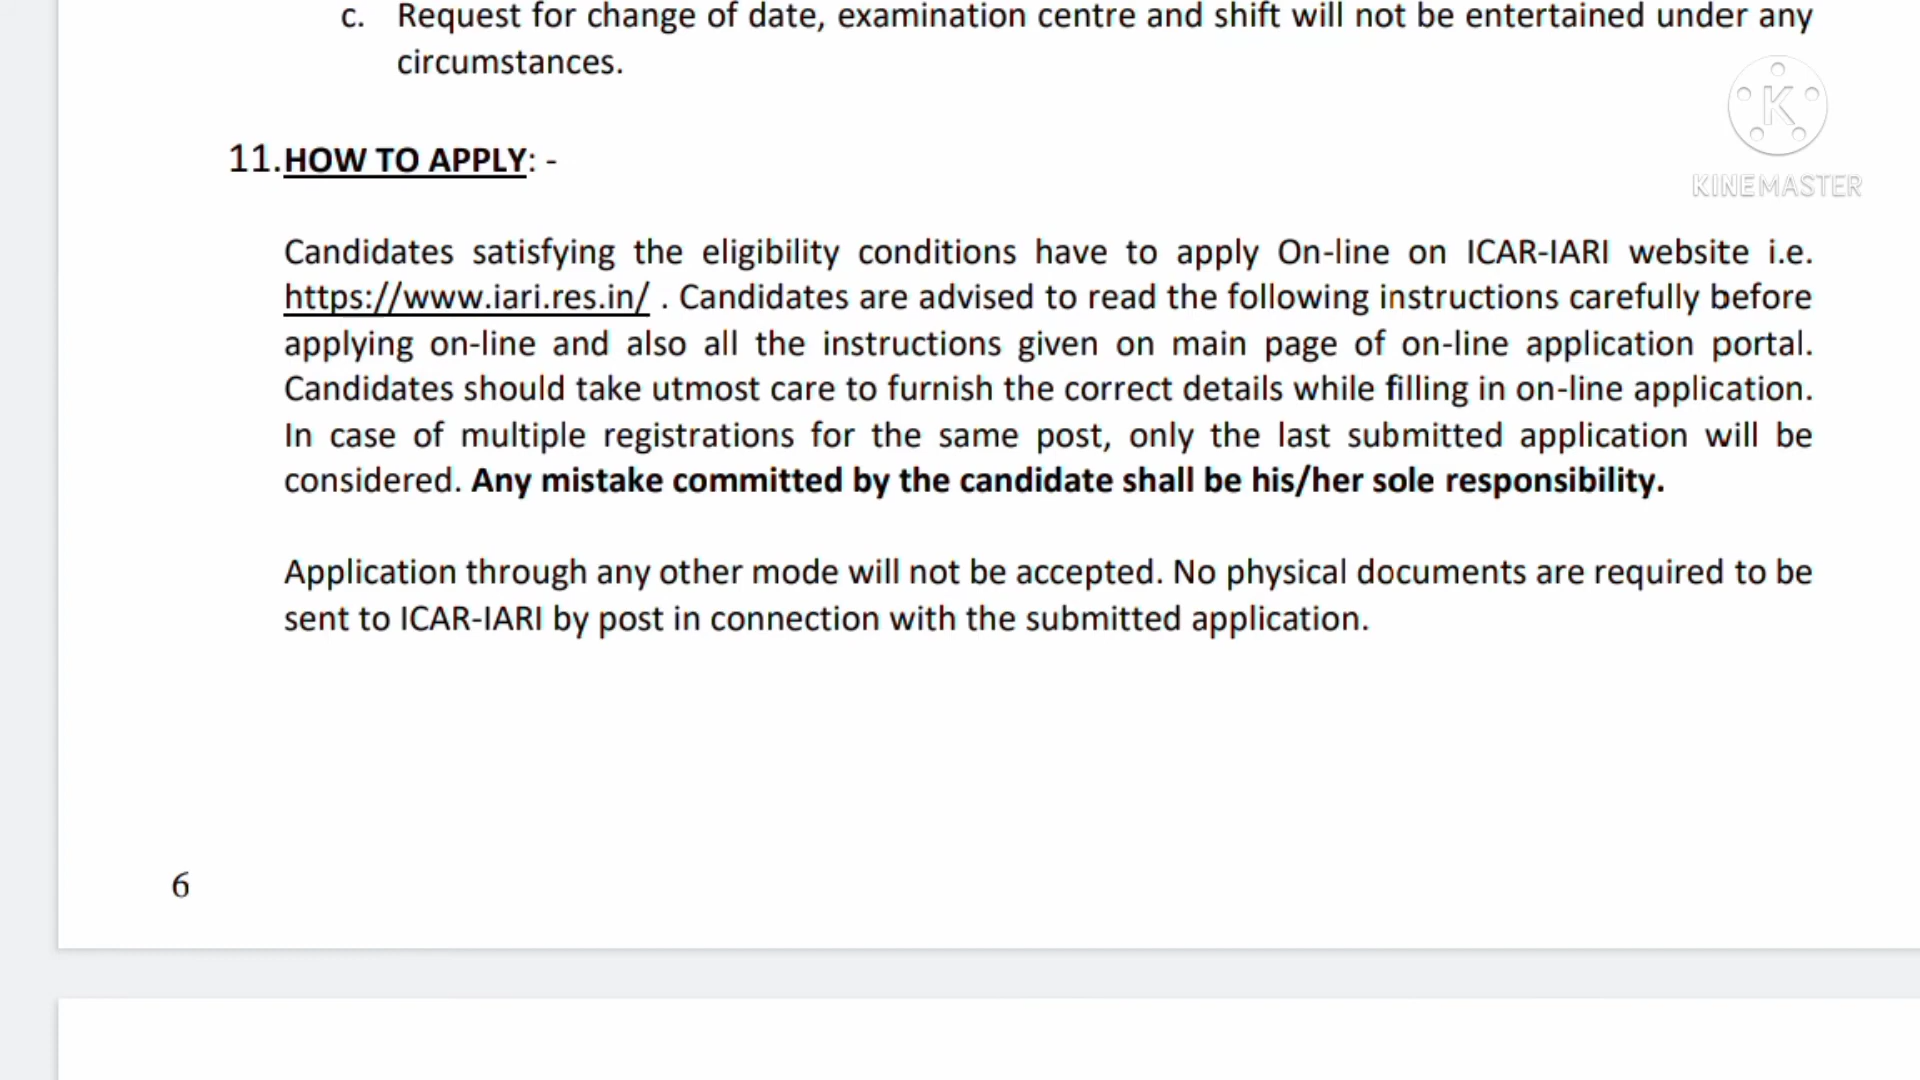 c. Request for change of date, examination centre and shift will not be entertained under any
circumstances.
K
KINEMASTER
11.HOW TO APPLY: -
Candidates satisfying the eligibility conditions have to apply On-line on ICAR-IARI website i.e.
https://www.iari.res.in/ . Candidates are advised to read the following instructions carefully before
applying on-line and also all the instructions given on main page of on-line application portal.
Candidates should take utmost care to furnish the correct details while filling in on-line application.
In case of multiple registrations for the same post, only the last submitted application will be
considered. Any mistake committed by the candidate shall be his/her sole responsibility.
Application through any other mode will not be accepted. No physical documents are required to be
sent to ICAR-IARI by post in connection with the submitted application.
6